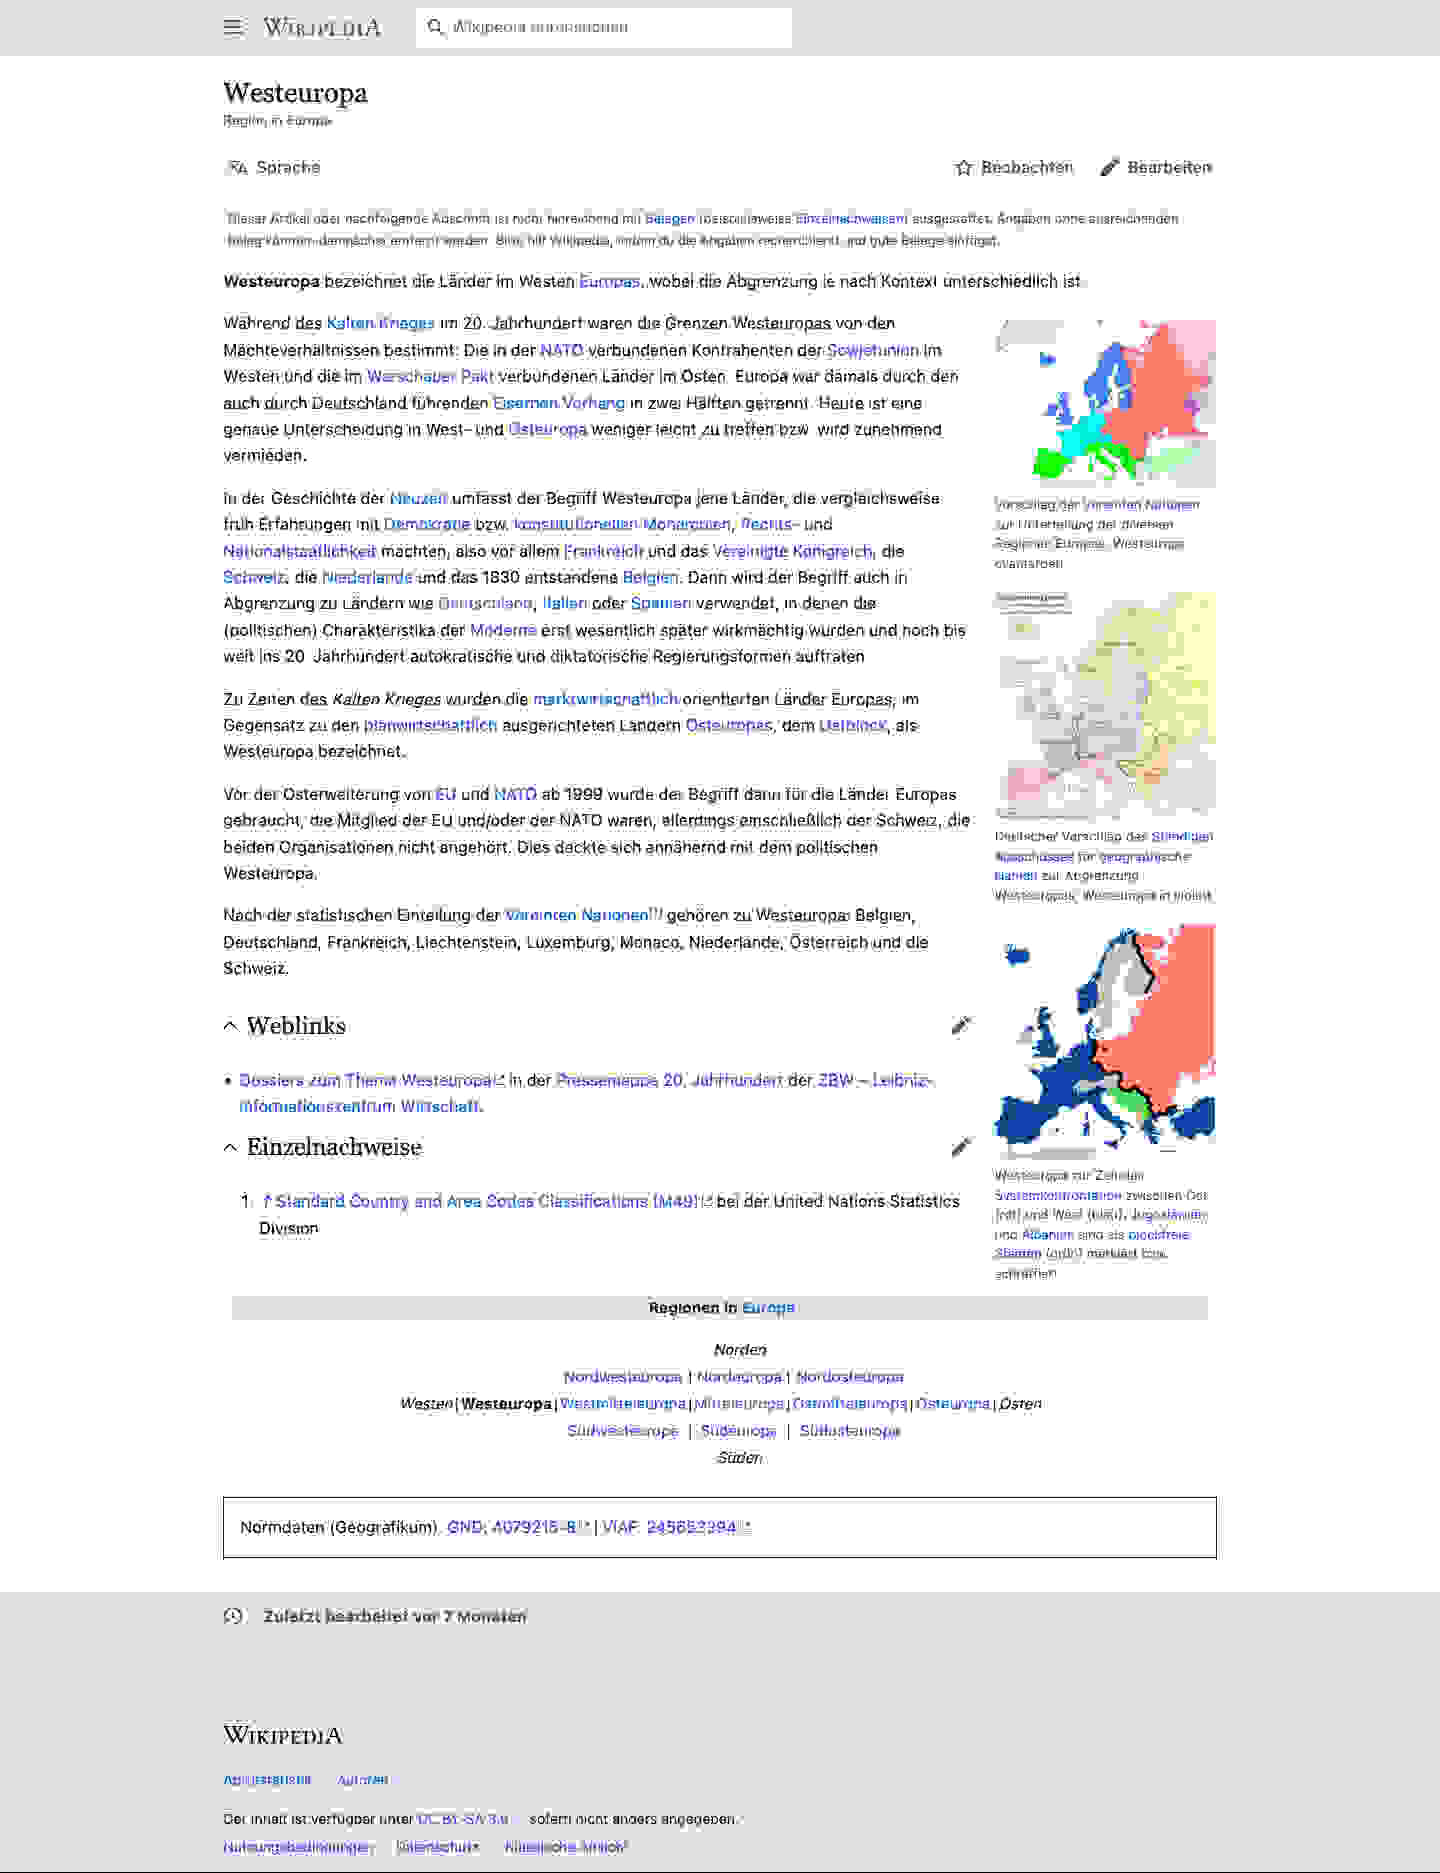 WIKIPEDIA
Wikipedia durchsuchen
Westeuropa
Region in Europa
Sprache
Beobachten
Bearbeiten
Dieser Artikel oder nachfolgende Abschnitt ist nicht hinreichend mit Belegen (beispielsweise Einzelnachweisen) ausgestattet. Angaben ohne ausreichenden
Beleg könnten demnächst entfernt werden. Bitte hilf Wikipedia, indem du die Angaben recherchierst und gute Belege einfügst.
Westeuropa bezeichnet die Länder im Westen Europas, wobei die Abgrenzung je nach Kontext unterschiedlich ist.
Während des Kalten Krieges im 20. Jahrhundert waren die Grenzen Westeuropas von den
Mächteverhältnissen bestimmt: Die in der NATO verbundenen Kontrahenten der Sowjetunion im
Westen und die im Warschauer Pakt verbundenen Länder im Osten. Europa war damals durch den
auch durch Deutschland führenden Eisernen Vorhang in zwei Hälften getrennt. Heute ist eine
genaue Unterscheidung in West- und Osteuropa weniger leicht zu treffen bzw. wird zunehmend
vermieden.
In der Geschichte der Neuzeit umfasst der Begriff Westeuropa jene Länder, die vergleichsweise
früh Erfahrungen mit Demokratie bzw. konstitutionellen Monarchien, Rechts- und
Nationalstaatlichkeit machten, also vor allem Frankreich und das Vereinigte Königreich, die
Schweiz, die Niederlande und das 1830 entstandene Belgien. Dann wird der Begriff auch in
Abgrenzung zu Ländern wie Deutschland, Italien oder Spanien verwendet, in denen die
(politischen) Charakteristika der Moderne erst wesentlich später wirkmächtig wurden und noch bis
weit ins 20. Jahrhundert autokratische und diktatorische Regierungsformen auftraten.
Zu Zeiten des Kalten Krieges wurden die marktwirtschaftlich orientierten Länder Europas, im
Gegensatz zu den planwirtschaftlich ausgerichteten Ländern Osteuropas, dem Ostblock, als
Westeuropa bezeichnet.
Vor der Osterweiterung von EU und NATO ab 1999 wurde der Begriff dann für die Länder Europas
gebraucht, die Mitglied der EU und/oder der NATO waren, allerdings einschließlich der Schweiz, die
beiden Organisationen nicht angehört. Dies deckte sich annähernd mit dem politischen
Westeuropa.
Nach der statistischen Einteilung der Vereinten Nationen[1] gehören zu Westeuropa: Belgien,
Deutschland, Frankreich, Liechtenstein, Luxemburg, Monaco, Niederlande, Österreich und die
Schweiz.
Vorschlag der Vereinten Nationen
zur Unterteilung der diversen
Regionen Europas, Westeuropa
cyanfarben
Deutscher Vorschlag des Ständigen
Ausschusses für geographische
Namen zur Abgrenzung
Westeuropas, Westeuropa in violett
Westeuropa zur Zeit der
Systemkonfrontation zwischen Ost
(rot) und West (blau). Jugoslawien
und Albanien sind als blockfreie
Staaten (grün) markiert bzw.
schraffiert
Weblinks
• Dossiers zum Thema Westeuropa in der Pressemappe 20. Jahrhundert der ZBW – Leibniz-
Informationszentrum Wirtschaft.
Einzelnachweise
1. ↑ Standard Country and Area Codes Classifications (M49) bei der United Nations Statistics
Division
Regionen in Europa
Norden
Nordwesteuropa | Nordeuropa | Nordosteuropa
Westen | Westeuropa | Westmitteleuropa | Mitteleuropa | Ostmitteleuropa | Osteuropa | Osten
Südwesteuropa | Südeuropa | Südosteuropa
Süden
Normdaten (Geografikum): GND: 4079215-8 | VIAF: 245652394
Zuletzt bearbeitet vor 7 Monaten
WIKIPEDIA
Abrufstatistik Autoren
Der Inhalt ist verfügbar unter CC BY-SA 3.0 , sofern nicht anders angegeben.
Nutzungsbedingungen Datenschutz Klassische Ansicht